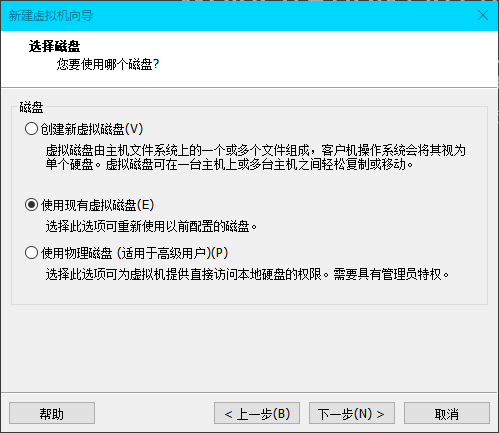 新建虚拟机向导
选择磁盘
您要使用哪个磁盘?
磁盘
创建新虚拟磁盘(V)
虚拟磁盘由主机文件系统上的一个或多个文件组成，客户机操作系统会将其视为
单个硬盘。虚拟磁盘可在一台主机上或多台主机之间轻松复制或移动。
使用现有虚拟磁盘(E)
选择此选项可重新使用以前配置的磁盘。
使用物理磁盘 (适用于高级用户)(P)
选择此选项可为虚拟机提供直接访问本地硬盘的权限。需要具有管理员特权。
帮助
< 上一步(B)
下一步(N) >
取消